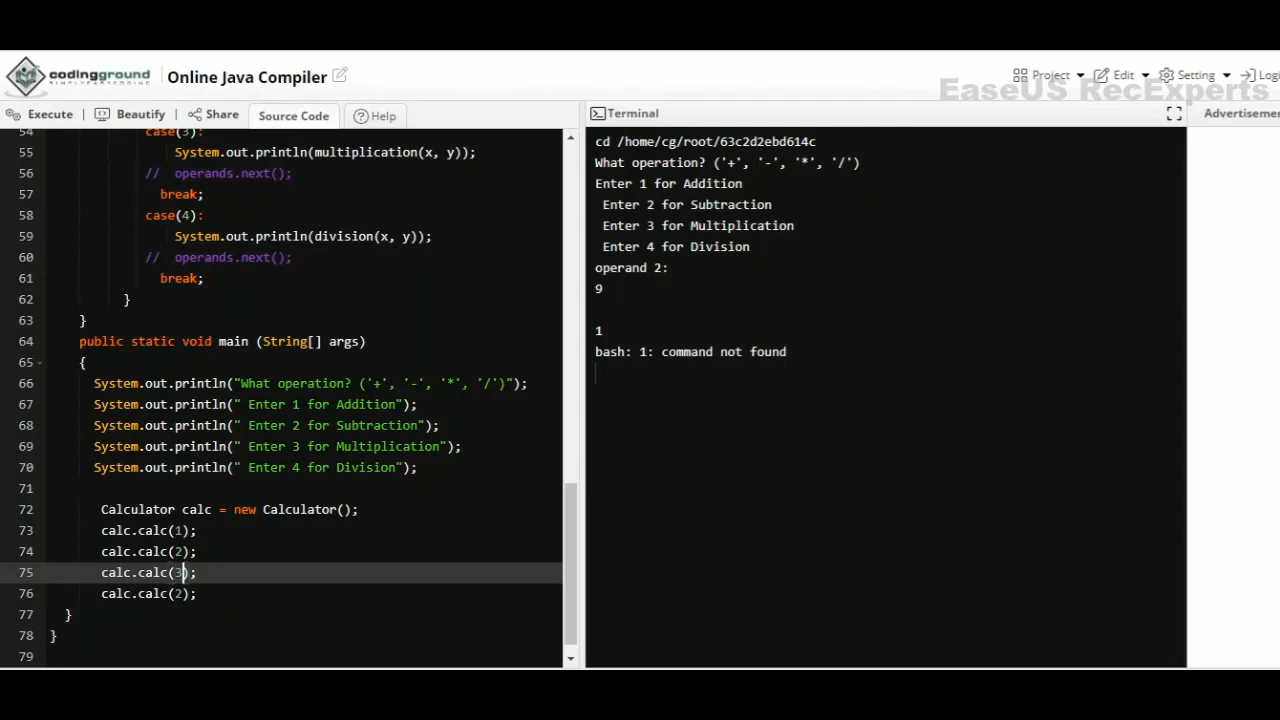 codingground
SIMPLYEASYCODING
Online Java Compiler
Project
Edit
Setting
Logi
EaseUS RecExperts
Execute
Beautify
Share
Source Code
Help
Terminal
Advertisemen
54 case(3):
55 System.out.println(multiplication(x, y));
56 // operands.next();
57 break;
58 case(4):
59 System.out.println(division(x, y));
60 // operands.next();
61 break;
62 }
63 }
64 public static void main (String[] args)
65 {
66 System.out.println("What operation? ('+', '-', '*', '/')");
67 System.out.println(" Enter 1 for Addition");
68 System.out.println(" Enter 2 for Subtraction");
69 System.out.println(" Enter 3 for Multiplication");
70 System.out.println(" Enter 4 for Division");
71
72 Calculator calc = new Calculator();
73 calc.calc(1);
74 calc.calc(2);
75 calc.calc(3);
76 calc.calc(2);
77 }
78 }
79
cd /home/cg/root/63c2d2ebd614c
What operation? ('+', '-', '*', '/')
Enter 1 for Addition
Enter 2 for Subtraction
Enter 3 for Multiplication
Enter 4 for Division
operand 2:
9
1
bash: 1: command not found